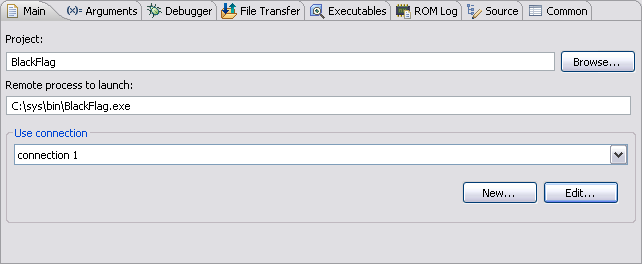 Main (x)= Arguments Debugger File Transfer Executables ROM Log Source Common
Project:
BlackFlag Browse...
Remote process to launch:
C:\sys\bin\BlackFlag.exe
Use connection
connection 1
New... Edit...